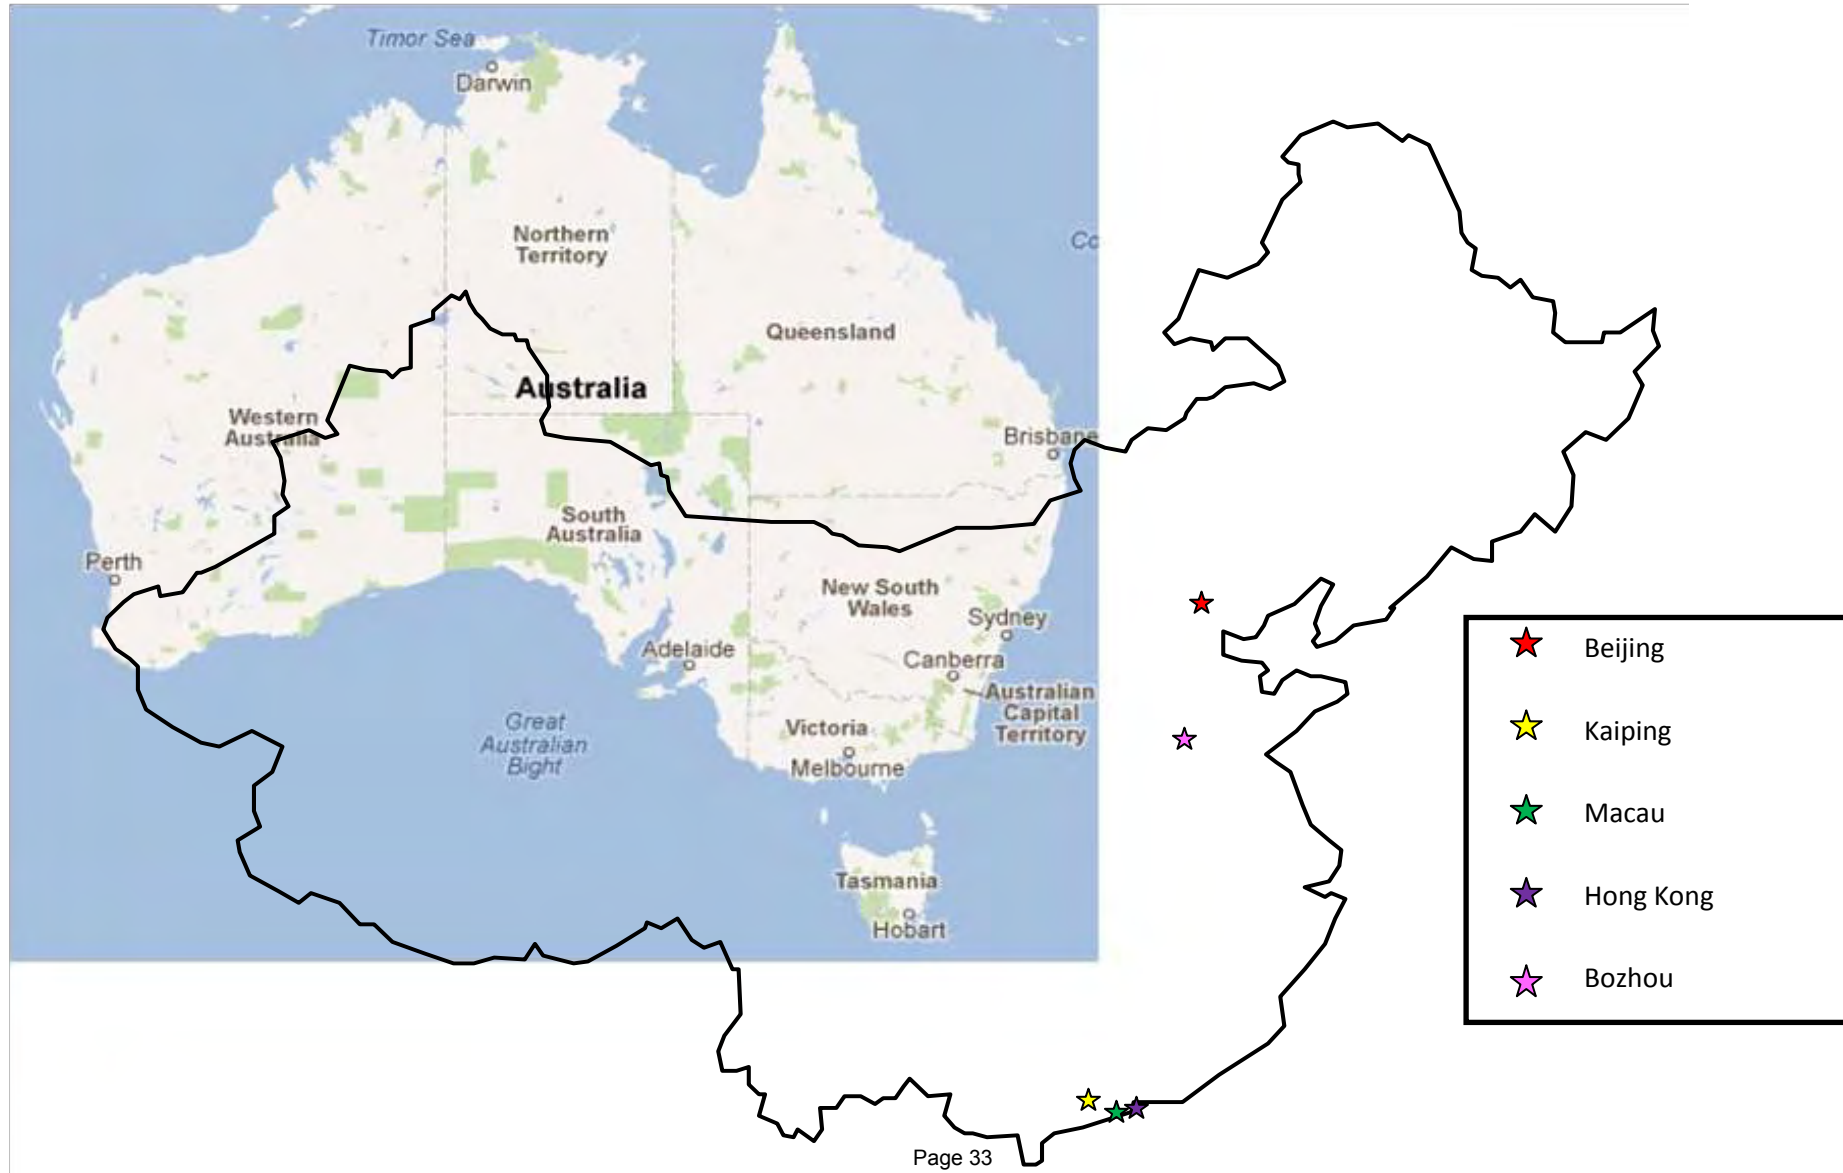 Timor Sea
Darwin
Northern
Territory
Co
Queensland
Australia
Western
Australia
Brisbane
South
Australia
Perth
New South
Wales
Sydney
Adelaide
Canberra
Australian
Capital
Territory
Great
Australian
Bight
Victoria
Melbourne
Tasmania
Hobart
Beijing
Kaiping
Macau
Hong Kong
Bozhou
Page 33